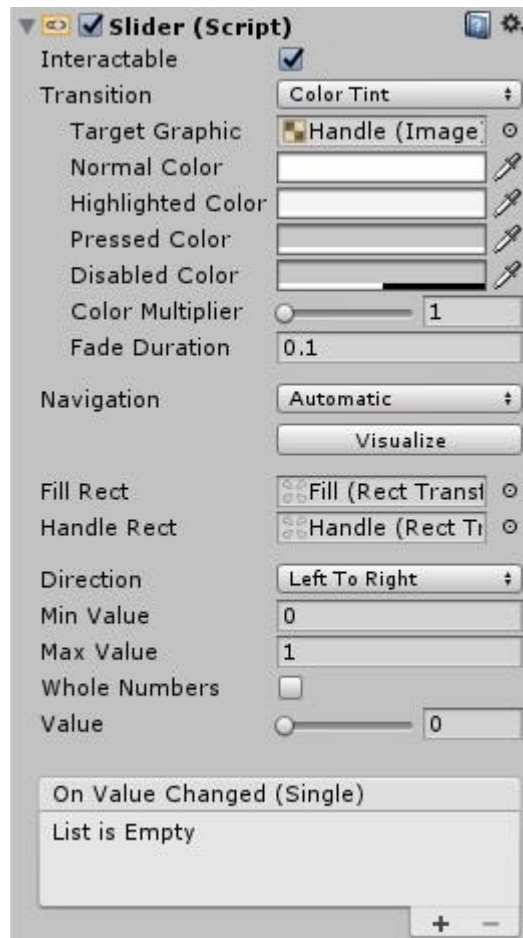 Slider (Script)
Interactable
Transition Color Tint
Target Graphic Handle (Image)
Normal Color
Highlighted Color
Pressed Color
Disabled Color
Color Multiplier 1
Fade Duration 0.1
Navigation Automatic
Visualize
Fill Rect Fill (Rect Transf
Handle Rect Handle (Rect Tr
Direction Left To Right
Min Value 0
Max Value 1
Whole Numbers
Value 0
On Value Changed (Single)
List is Empty